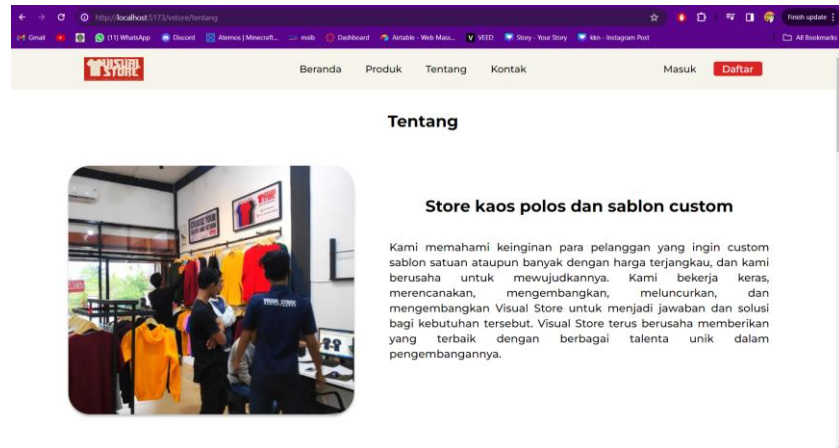 http://localhost:5173/vstore/tentang
Finish update
Gmail
(11) WhatsApp
Discord
Aternos | Minecraft...
msib
Dashboard
Airtable - Web Mass...
VEED
Story - Your Story
kkn - Instagram Post
All Bookmarks
VISUAL
STORE
Beranda Produk Tentang Kontak Masuk Daftar
Tentang
Store kaos polos dan sablon custom
Kami memahami keinginan para pelanggan yang ingin custom
sablon satuan ataupun banyak dengan harga terjangkau, dan kami
berusaha untuk mewujudkannya. Kami bekerja keras,
merencanakan, mengembangkan, meluncurkan, dan
mengembangkan Visual Store untuk menjadi jawaban dan solusi
bagi kebutuhan tersebut. Visual Store terus berusaha memberikan
yang terbaik dengan berbagai talenta unik dalam
pengembangannya.
VISUAL STORE